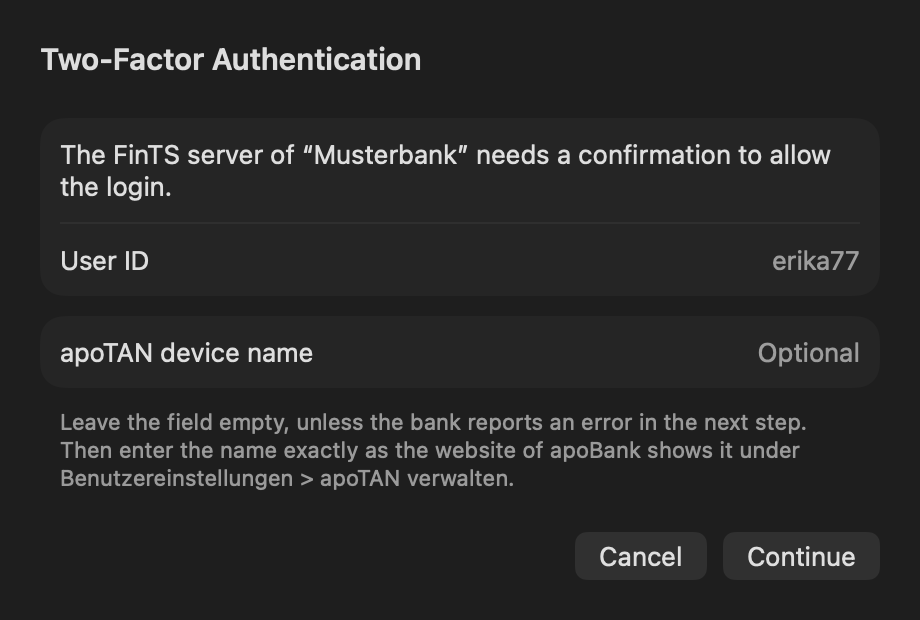 Two-Factor Authentication
The FinTS server of “Musterbank” needs a confirmation to allow
the login.
User ID
erika77
apoTAN device name
Optional
Leave the field empty, unless the bank reports an error in the next step.
Then enter the name exactly as the website of apoBank shows it under
Benutzereinstellungen > apoTAN verwalten.
Cancel
Continue